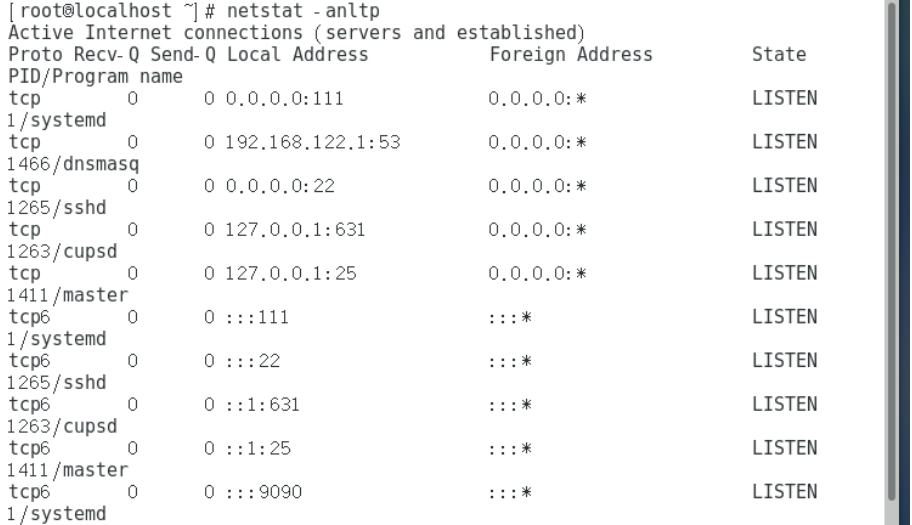 [root@localhost ~]# netstat -anltp
Active Internet connections (servers and established)
Proto Recv-Q Send-Q Local Address           Foreign Address         State
PID/Program name
tcp        0      0 0.0.0.0:111             0.0.0.0:*               LISTEN
1/systemd
tcp        0      0 192.168.122.1:53        0.0.0.0:*               LISTEN
1466/dnsmasq
tcp        0      0 0.0.0.0:22              0.0.0.0:*               LISTEN
1265/sshd
tcp        0      0 127.0.0.1:631           0.0.0.0:*               LISTEN
1263/cupsd
tcp        0      0 127.0.0.1:25            0.0.0.0:*               LISTEN
1411/master
tcp6       0      0 :::111                  :::*                    LISTEN
1/systemd
tcp6       0      0 :::22                   :::*                    LISTEN
1265/sshd
tcp6       0      0 ::1:631                 :::*                    LISTEN
1263/cupsd
tcp6       0      0 ::1:25                  :::*                    LISTEN
1411/master
tcp6       0      0 :::9090                 :::*                    LISTEN
1/systemd